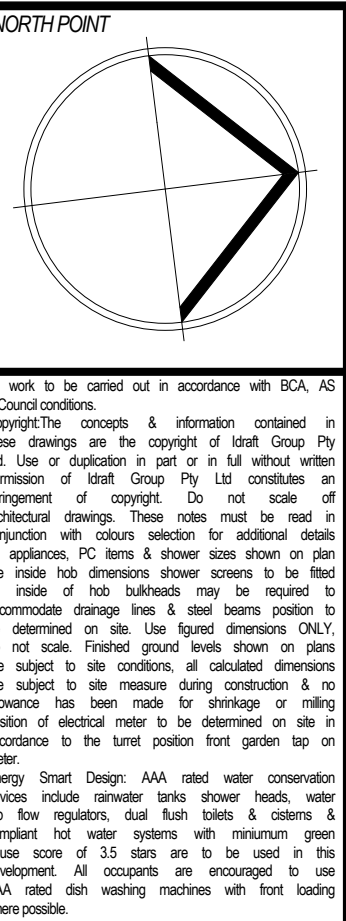 NORTH POINT
work to be carried out in accordance with BCA, AS
Council conditions.
opyright:The concepts & information contained in
ese drawings are the copyright of Idraft Group Pty
d. Use or duplication in part or in full without written
rmission of Idraft Group Pty Ltd constitutes an
ringement of copyright. Do not scale off
chitectural drawings. These notes must be read in
njunction with colours selection for additional details
appliances, PC items & shower sizes shown on plan
e inside hob dimensions shower screens to be fitted
inside of hob bulkheads may be required to
commodate drainage lines & steel beams position to
determined on site. Use figured dimensions ONLY,
not scale. Finished ground levels shown on plans
e subject to site conditions, all calculated dimensions
e subject to site measure during construction & no
owance has been made for shrinkage or milling
sition of electrical meter to be determined on site in
cordance to the turret position front garden tap on
eter.
nergy Smart Design: AAA rated water conservation
vices include rainwater tanks shower heads, water
p flow regulators, dual flush toilets & cisterns &
mpliant hot water systems with miniumum green
use score of 3.5 stars are to be used in this
velopment. All occupants are encouraged to use
AA rated dish washing machines with front loading
here possible.